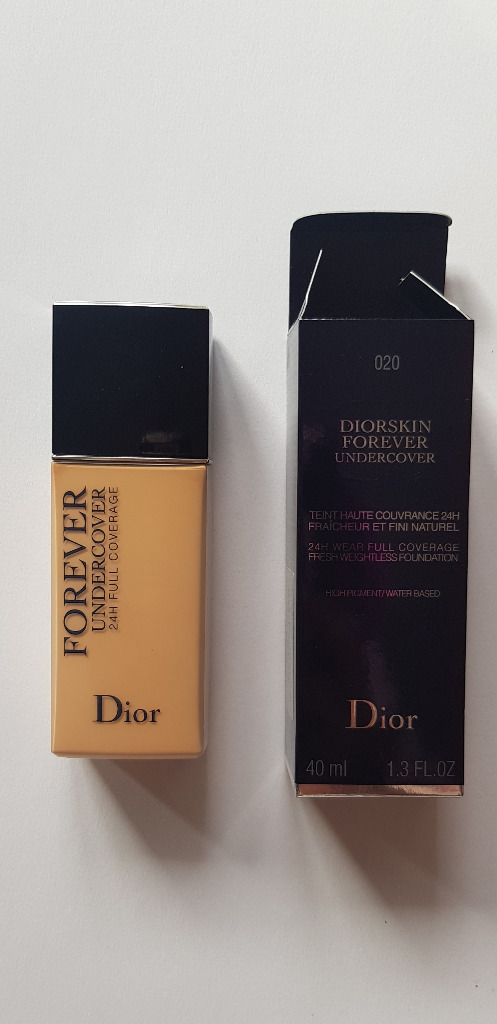 FOREVER
UNDERCOVER
24H FULL COVERAGE
Dior
020
DIORSKIN
FOREVER
UNDERCOVER
TEINT HAUTE COUVRANCE 24H
FRAÎCHEUR ET FINI NATUREL
24H WEAR FULL COVERAGE
FRESH WEIGHTLESS FOUNDATION
HIGH PIGMENT/WATER BASED
Dior
40 ml 1.3 FL.OZ